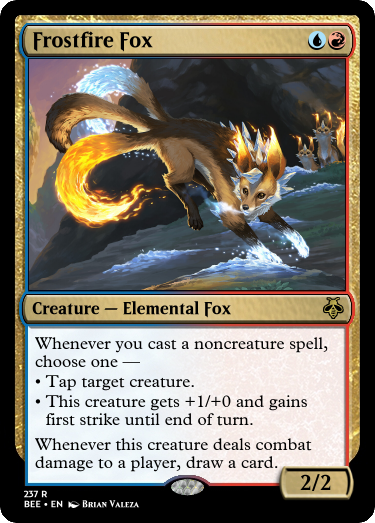 Frostfire Fox
Creature — Elemental Fox
Whenever you cast a noncreature spell,
choose one —
• Tap target creature.
• This creature gets +1/+0 and gains
first strike until end of turn.
Whenever this creature deals combat
damage to a player, draw a card.
2/2
237 R
BEE • EN Brian Valeza